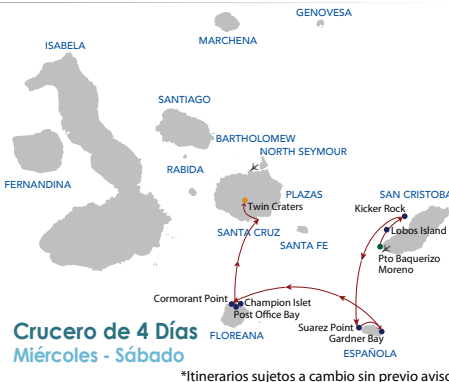 GENOVESA
MARCHENA
ISABELA
SANTIAGO
BARTHOLOMEW
NORTH SEYMOUR
RABIDA
FERNANDINA
PLAZAS
SAN CRISTOBA
Twin Craters
Kicker Rock
Lobos Island
SANTA CRUZ
SANTA FE
Pto Baquerizo
Moreno
Cormorant Point
Champion Islet
Post Office Bay
Suarez Point
Gardner Bay
FLOREANA
ESPAÑOLA
Crucero de 4 Días
Miércoles - Sábado
*Itinerarios sujetos a cambio sin previo aviso